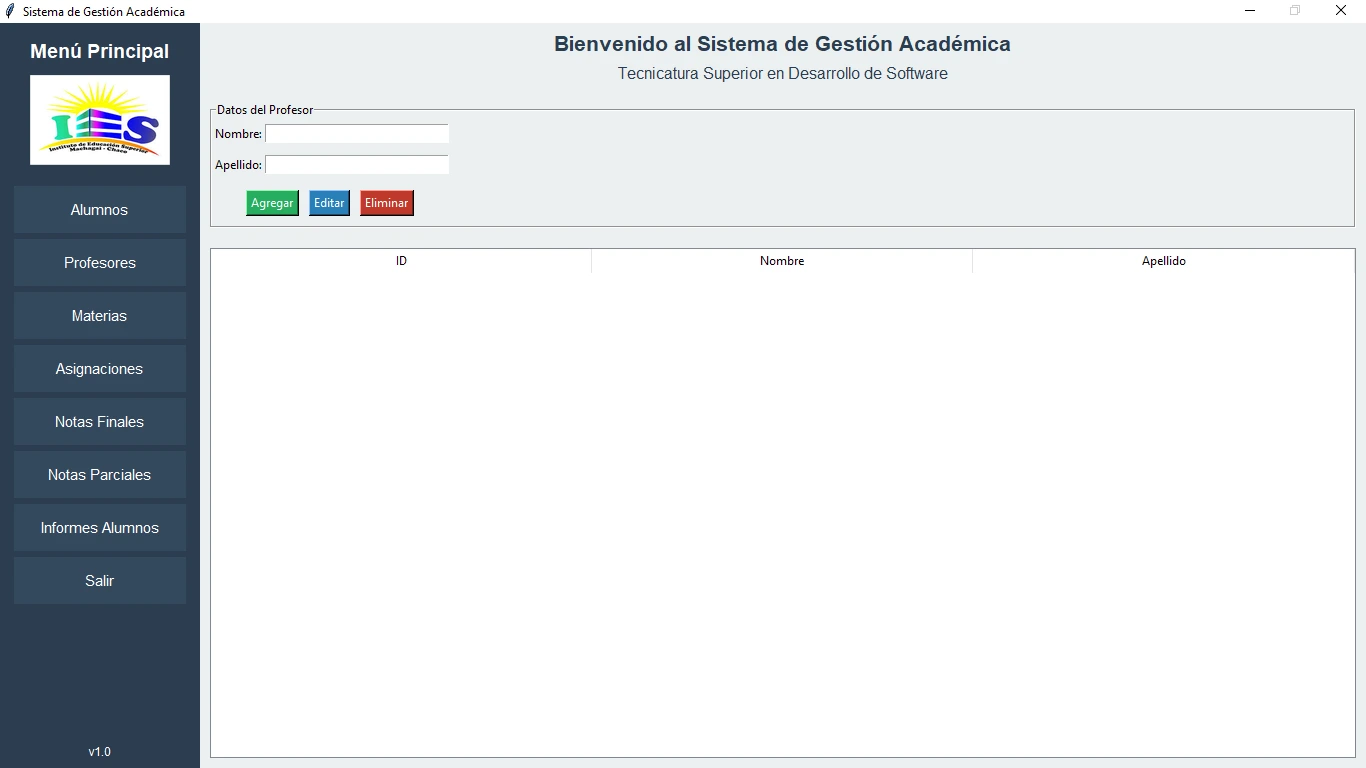 Sistema de Gestión Académica
Menú Principal
IES
Instituto de Educación Superior
Machagai - Chaco
Alumnos
Profesores
Materias
Asignaciones
Notas Finales
Notas Parciales
Informes Alumnos
Salir
v1.0
Bienvenido al Sistema de Gestión Académica
Tecnicatura Superior en Desarrollo de Software
Datos del Profesor
Nombre:
Apellido:
Agregar Editar Eliminar
ID Nombre Apellido